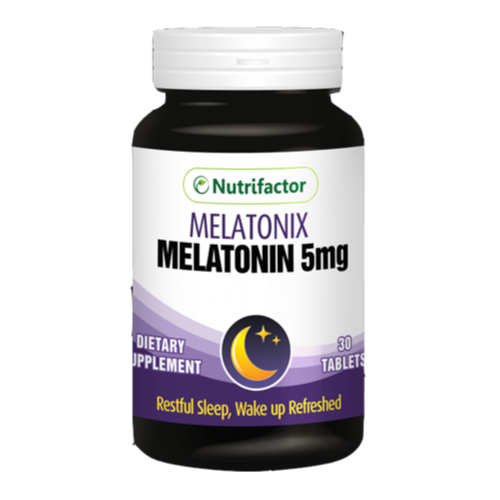 Nutrifactor
MELATONIX
MELATONIN 5mg
DIETARY
UPPLEMENT
30
TABLETS
Restful Sleep, Wake up Refreshed